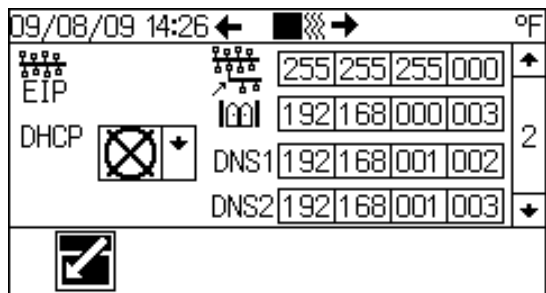 09/08/09 14:26 °F
EIP
255 255 255 000
192 168 000 003
DHCP
DNS1 192 168 001 002
2
DNS2 192 168 001 003